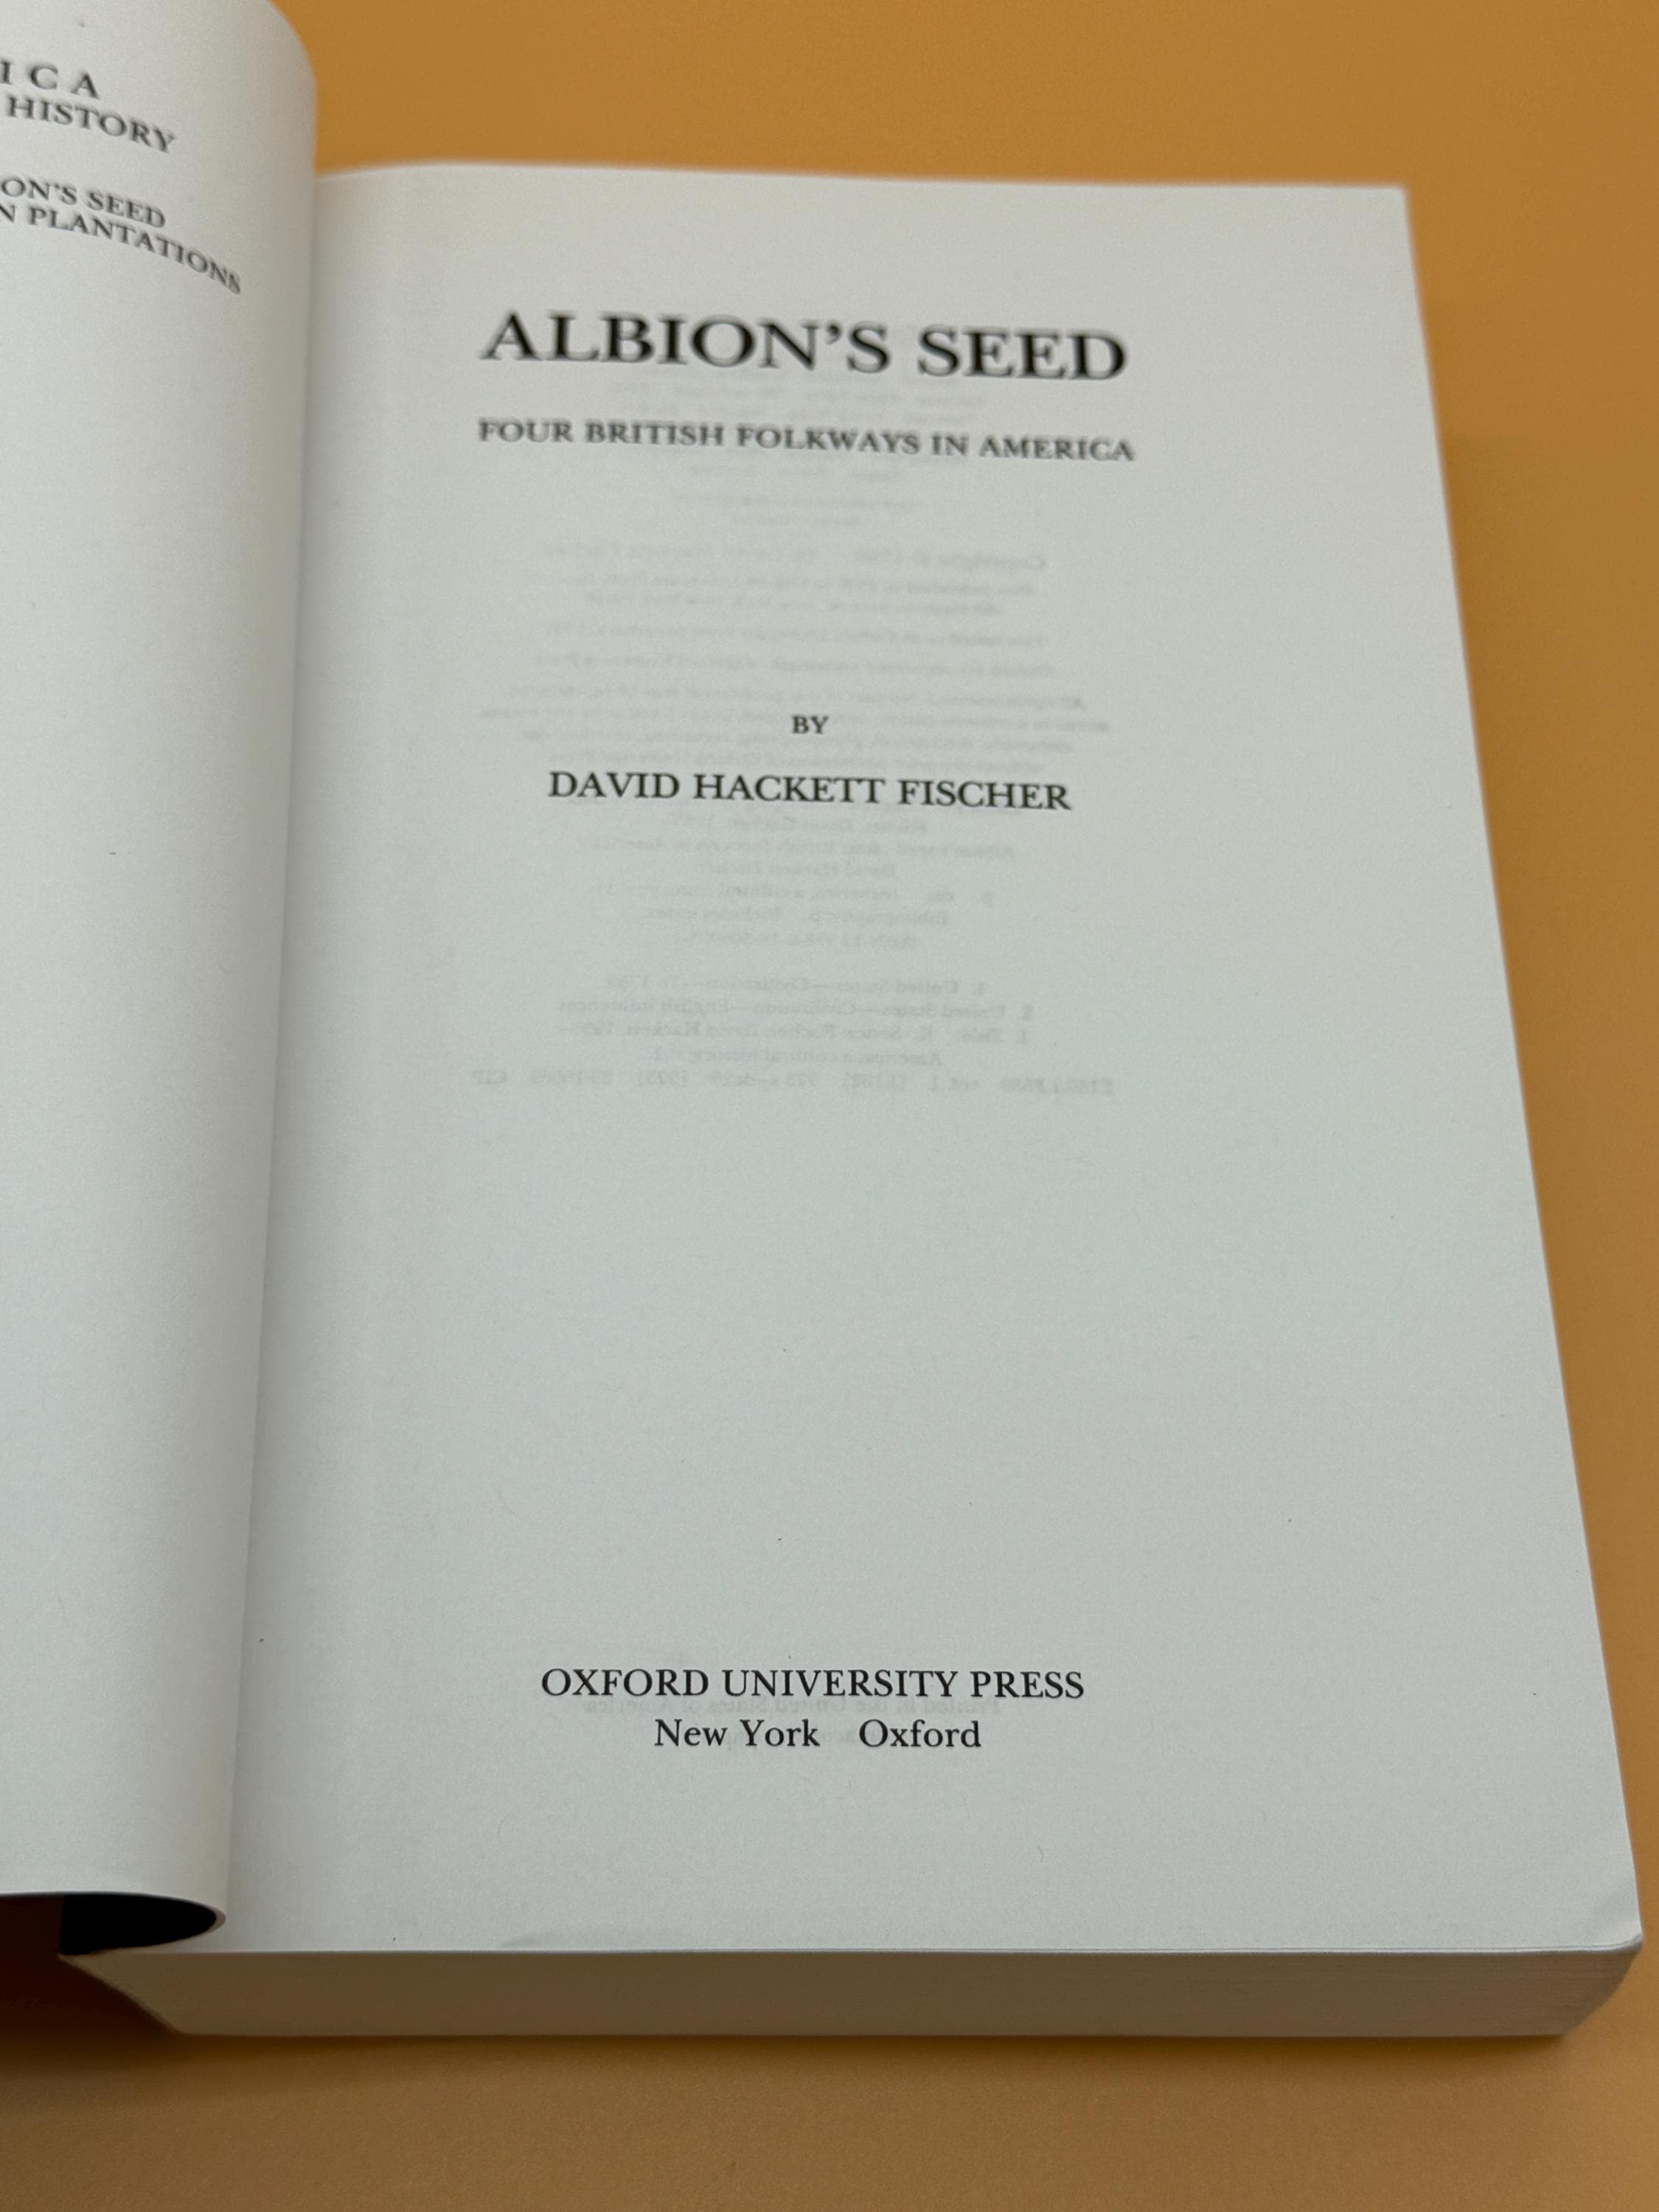 I C A
HISTORY
ON'S SEED
N PLANTATIONS
ALBION'S SEED
FOUR BRITISH FOLKWAYS IN AMERICA
BY
DAVID HACKETT FISCHER
OXFORD UNIVERSITY PRESS
New York Oxford